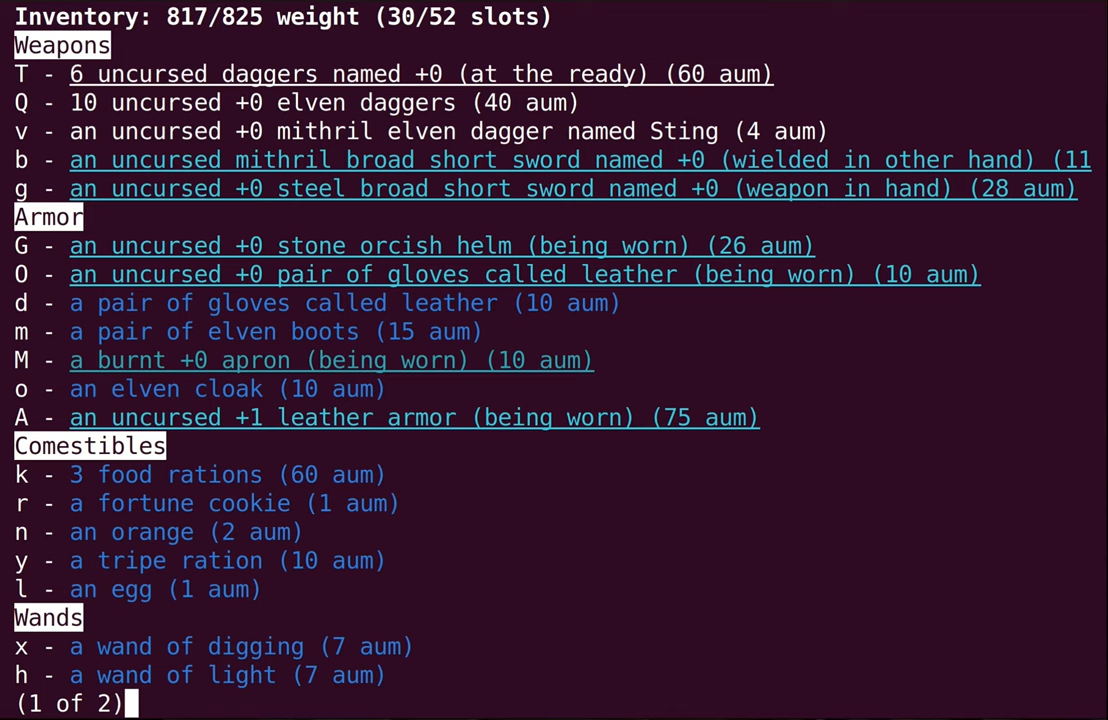 Inventory: 817/825 weight (30/52 slots)
Weapons
T - 6 uncursed daggers named +0 (at the ready) (60 aum)
Q - 10 uncursed +0 elven daggers (40 aum)
v - an uncursed +0 mithril elven dagger named Sting (4 aum)
b - an uncursed mithril broad short sword named +0 (wielded in other hand) (11
g - an uncursed +0 steel broad short sword named +0 (weapon in hand) (28 aum)
Armor
G - an uncursed +0 stone orcish helm (being worn) (26 aum)
O - an uncursed +0 pair of gloves called leather (being worn) (10 aum)
d - a pair of gloves called leather (10 aum)
m - a pair of elven boots (15 aum)
M - a burnt +0 apron (being worn) (10 aum)
o - an elven cloak (10 aum)
A - an uncursed +1 leather armor (being worn) (75 aum)
Comestibles
k - 3 food rations (60 aum)
r - a fortune cookie (1 aum)
n - an orange (2 aum)
y - a tripe ration (10 aum)
l - an egg (1 aum)
Wands
x - a wand of digging (7 aum)
h - a wand of light (7 aum)
(1 of 2)